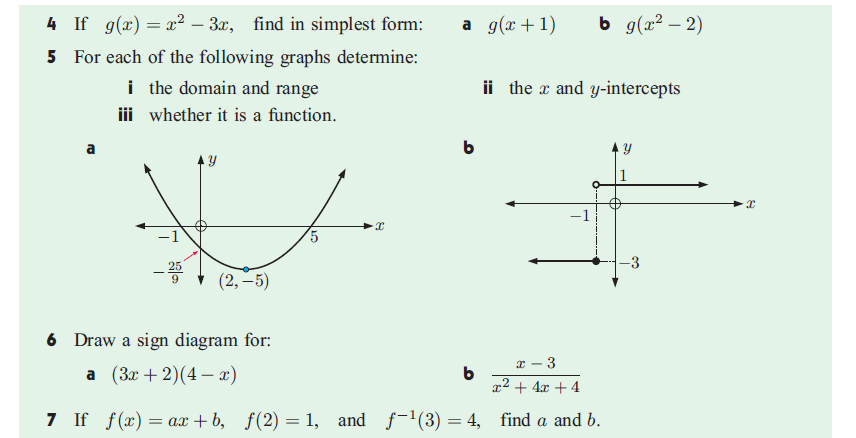 4 If g(x) = x² − 3x, find in simplest form: a g(x + 1) b g(x² − 2)
5 For each of the following graphs determine:
i the domain and range ii the x and y-intercepts
iii whether it is a function.
a b
y y
1
x x
−1 5 −1
−25/9 (2, −5) −3
6 Draw a sign diagram for:
a (3x + 2)(4 − x) b (x − 3)/(x² + 4x + 4)
7 If f(x) = ax + b, f(2) = 1, and f⁻¹(3) = 4, find a and b.